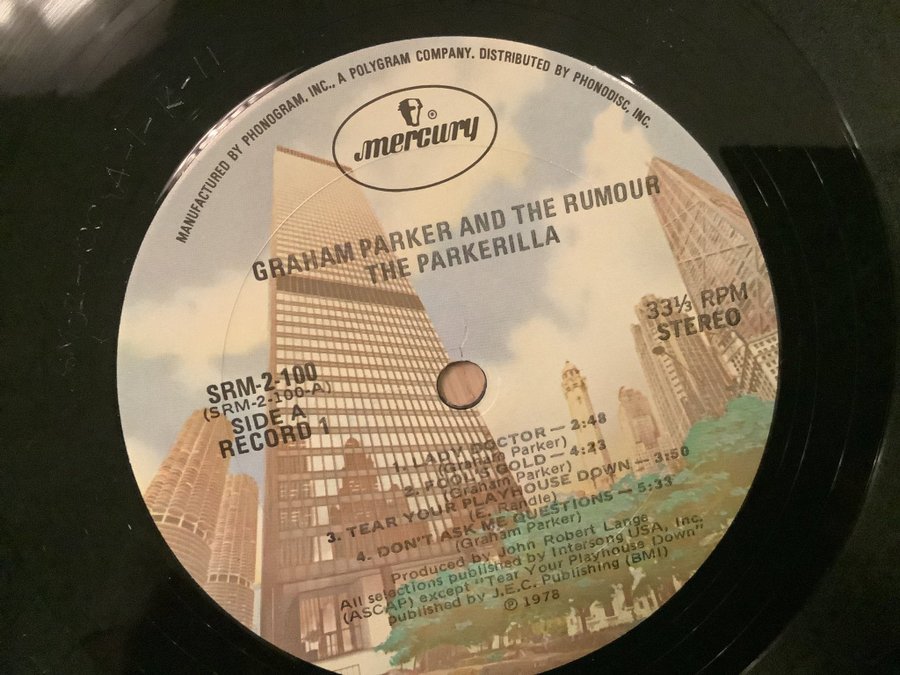 MANUFACTURED BY PHONOGRAM, INC., A POLYGRAM COMPANY. DISTRIBUTED BY PHONODISC, INC.
mercury
®
GRAHAM PARKER AND THE RUMOUR
THE PARKERILLA
33⅓ RPM
STEREO
SRM-2-100
(SRM-2-100-A)
SIDE A
RECORD 1
1. LADY DOCTOR — 2:48
(Graham Parker)
2. FOOLS GOLD — 4:23
(Graham Parker)
3. TEAR YOUR PLAYHOUSE DOWN — 3:50
(E. Randle)
4. DON'T ASK ME QUESTIONS — 5:33
(Graham Parker)
Produced by John Robert Lange
All selections published by Intersong USA, Inc.
(ASCAP) except "Tear Your Playhouse Down"
published by J.E.C. Publishing (BMI)
℗ 1978